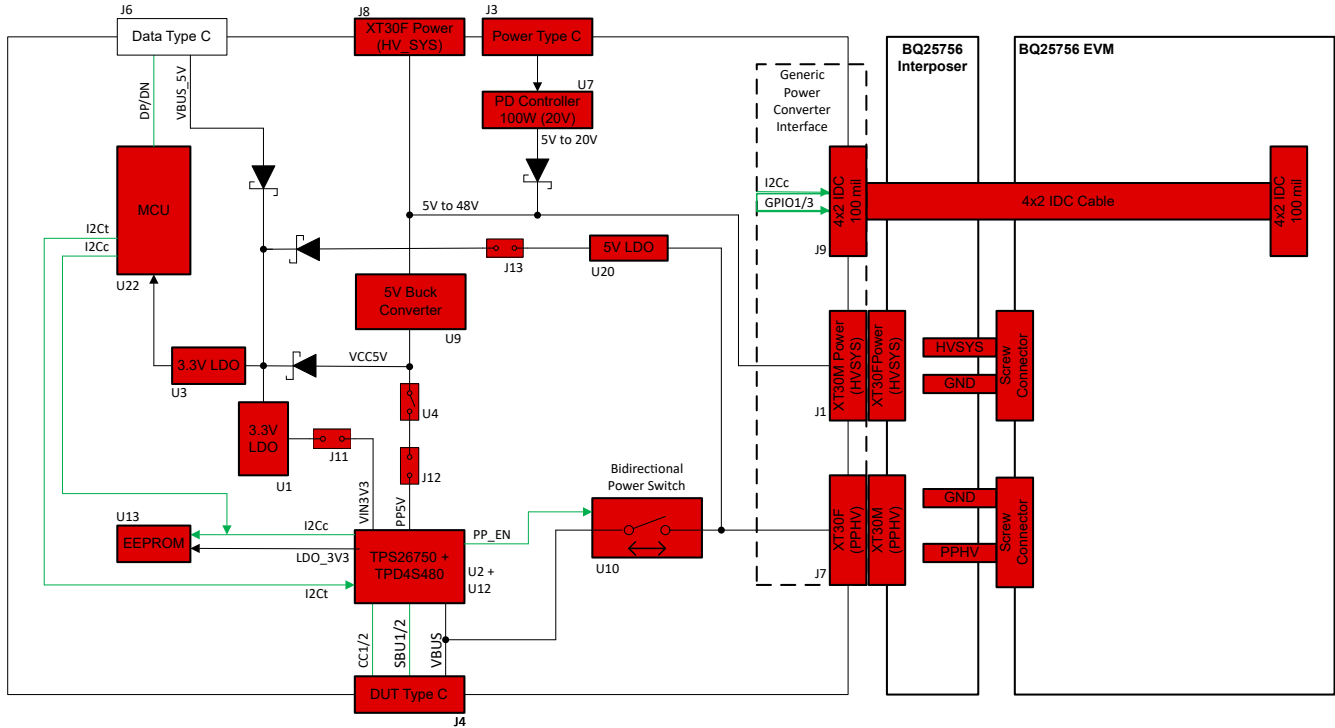 J6
Data Type C
J8
XT30F Power
(HV_SYS)
J3
Power Type C
BQ25756
Interposer
BQ25756 EVM
DP/DN
VBUS_5V
U7
PD Controller
100W (20V)
5V to 20V
Generic
Power
Converter
Interface
MCU
U22
I2Ct
I2Cc
5V to 48V
I2Cc
GPIO1/3
4x2 IDC
100 mil
J9
4x2 IDC Cable
4x2 IDC
100 mil
J13
5V LDO
U20
5V Buck
Converter
U9
3.3V LDO
U3
VCC5V
U4
XT30M Power
(HVSYS)
J1
XT30FPower
(HVSYS)
HVSYS
GND
Screw
Connector
3.3V
LDO
U1
J11
J12
VIN3V3
PP5V
Bidirectional
Power Switch
U10
PP_EN
U13
EEPROM
I2Cc
LDO_3V3
I2Ct
TPS26750 +
TPD4S480
U2 +
U12
XT30F
(PPHV)
J7
XT30M
(PPHV)
GND
PPHV
Screw
Connector
CC1/2
SBU1/2
VBUS
DUT Type C
J4